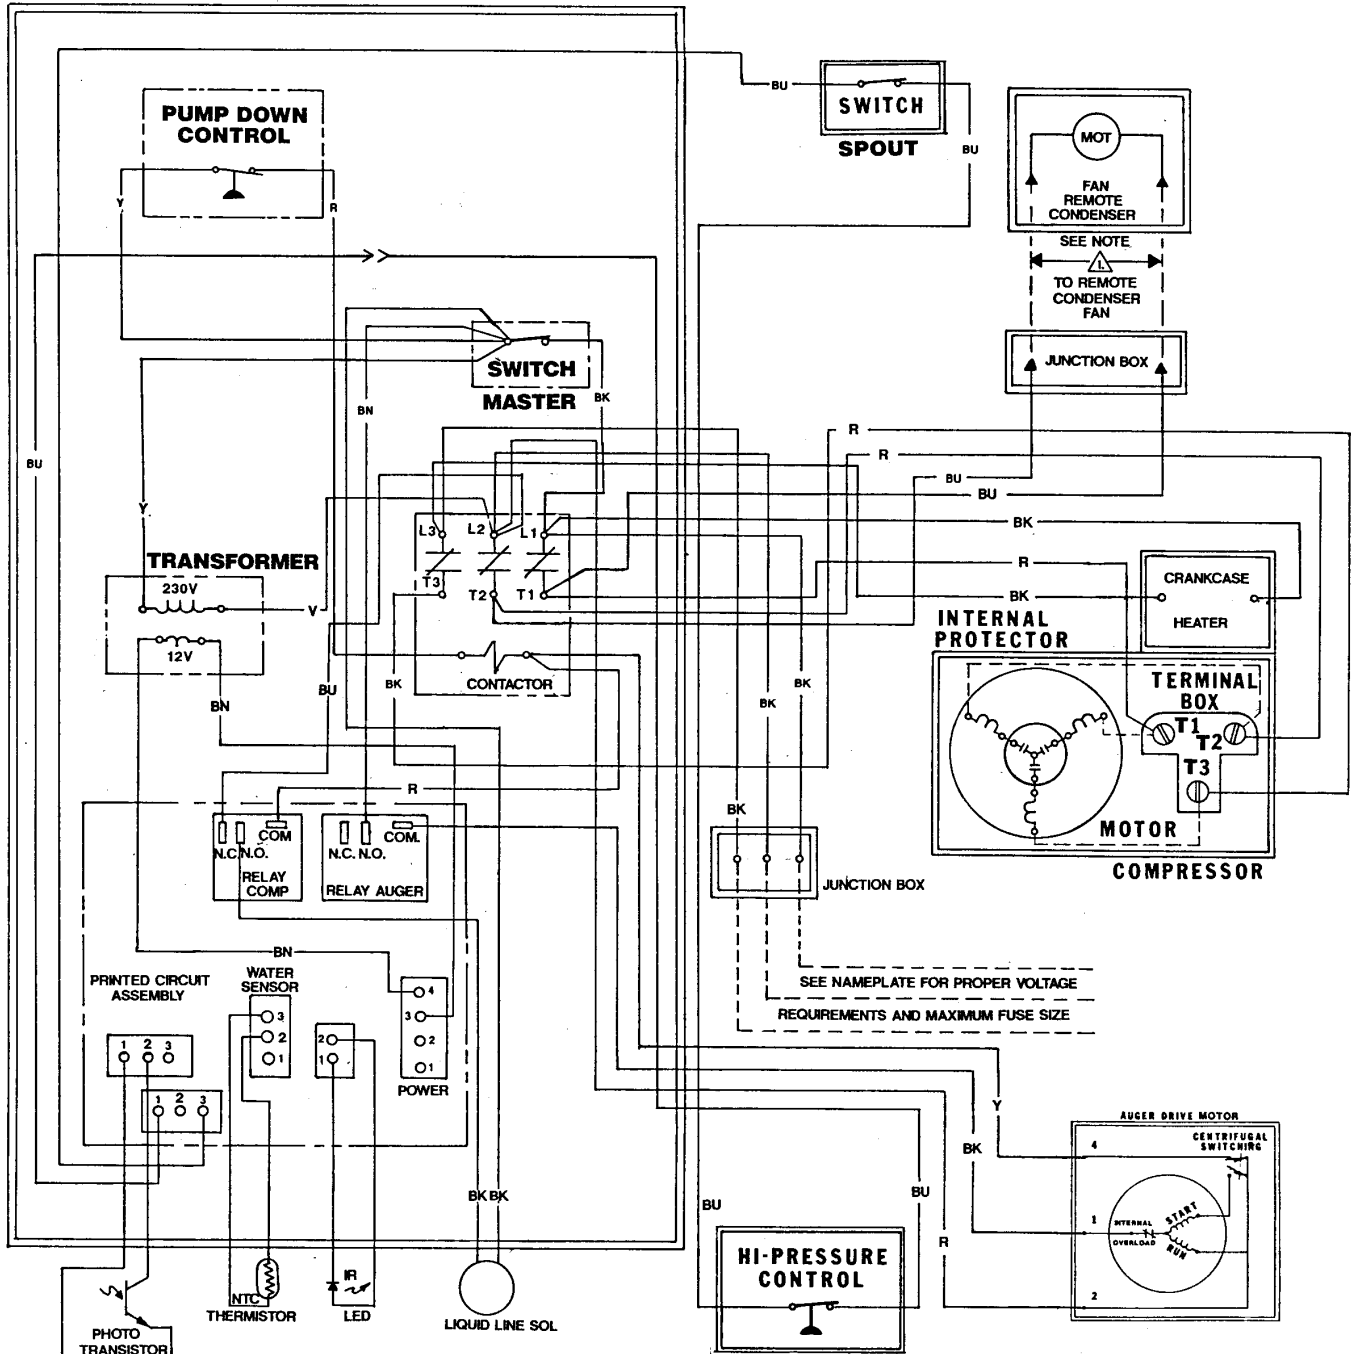 PUMP DOWN
CONTROL
Y
R
BU
SWITCH
SPOUT
BU
MOT
FAN
REMOTE
CONDENSER
SEE NOTE
1.
TO REMOTE
CONDENSER
FAN
JUNCTION BOX
SWITCH
MASTER
BK
BN
BU
Y
R
R
BU
BU
BK
R
BK
L3
L2
L1
T3
T2
T1
CONTACTOR
TRANSFORMER
230V
V
12V
BN
BU
BK
BK
BK
CRANKCASE
HEATER
INTERNAL
PROTECTOR
TERMINAL
BOX
T1
T2
T3
MOTOR
COMPRESSOR
R
BK
COM
N.C.
N.O.
RELAY
COMP
COM.
N.C.
N.O.
RELAY AUGER
JUNCTION BOX
BN
PRINTED CIRCUIT
ASSEMBLY
WATER
SENSOR
3
2
1
2
1
4
3
2
1
POWER
1 2 3
1 2 3
SEE NAMEPLATE FOR PROPER VOLTAGE
REQUIREMENTS AND MAXIMUM FUSE SIZE
Y
BK
AUGER DRIVE MOTOR
CENTRIFUGAL
SWITCHING
4
1
2
INTERNAL
OVERLOAD
START
RUN
BK BK
BU
BU
R
HI-PRESSURE
CONTROL
NTC
THERMISTOR
IR
LED
LIQUID LINE SOL
PHOTO
TRANSISTOR